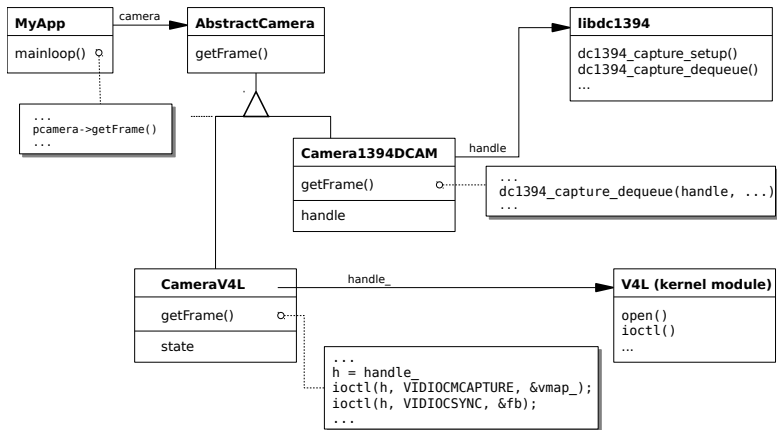 MyApp
camera
AbstractCamera
libdc1394
mainloop()
getFrame()
dc1394_capture_setup()
dc1394_capture_dequeue()
...
...
pcamera->getFrame()
...
Camera1394DCAM
handle
getFrame()
...
dc1394_capture_dequeue(handle, ...)
...
handle
CameraV4L
handle_
V4L (kernel module)
getFrame()
open()
ioctl()
...
state
...
h = handle_
ioctl(h, VIDIOCMCAPTURE, &vmap_);
ioctl(h, VIDIOCSYNC, &fb);
...